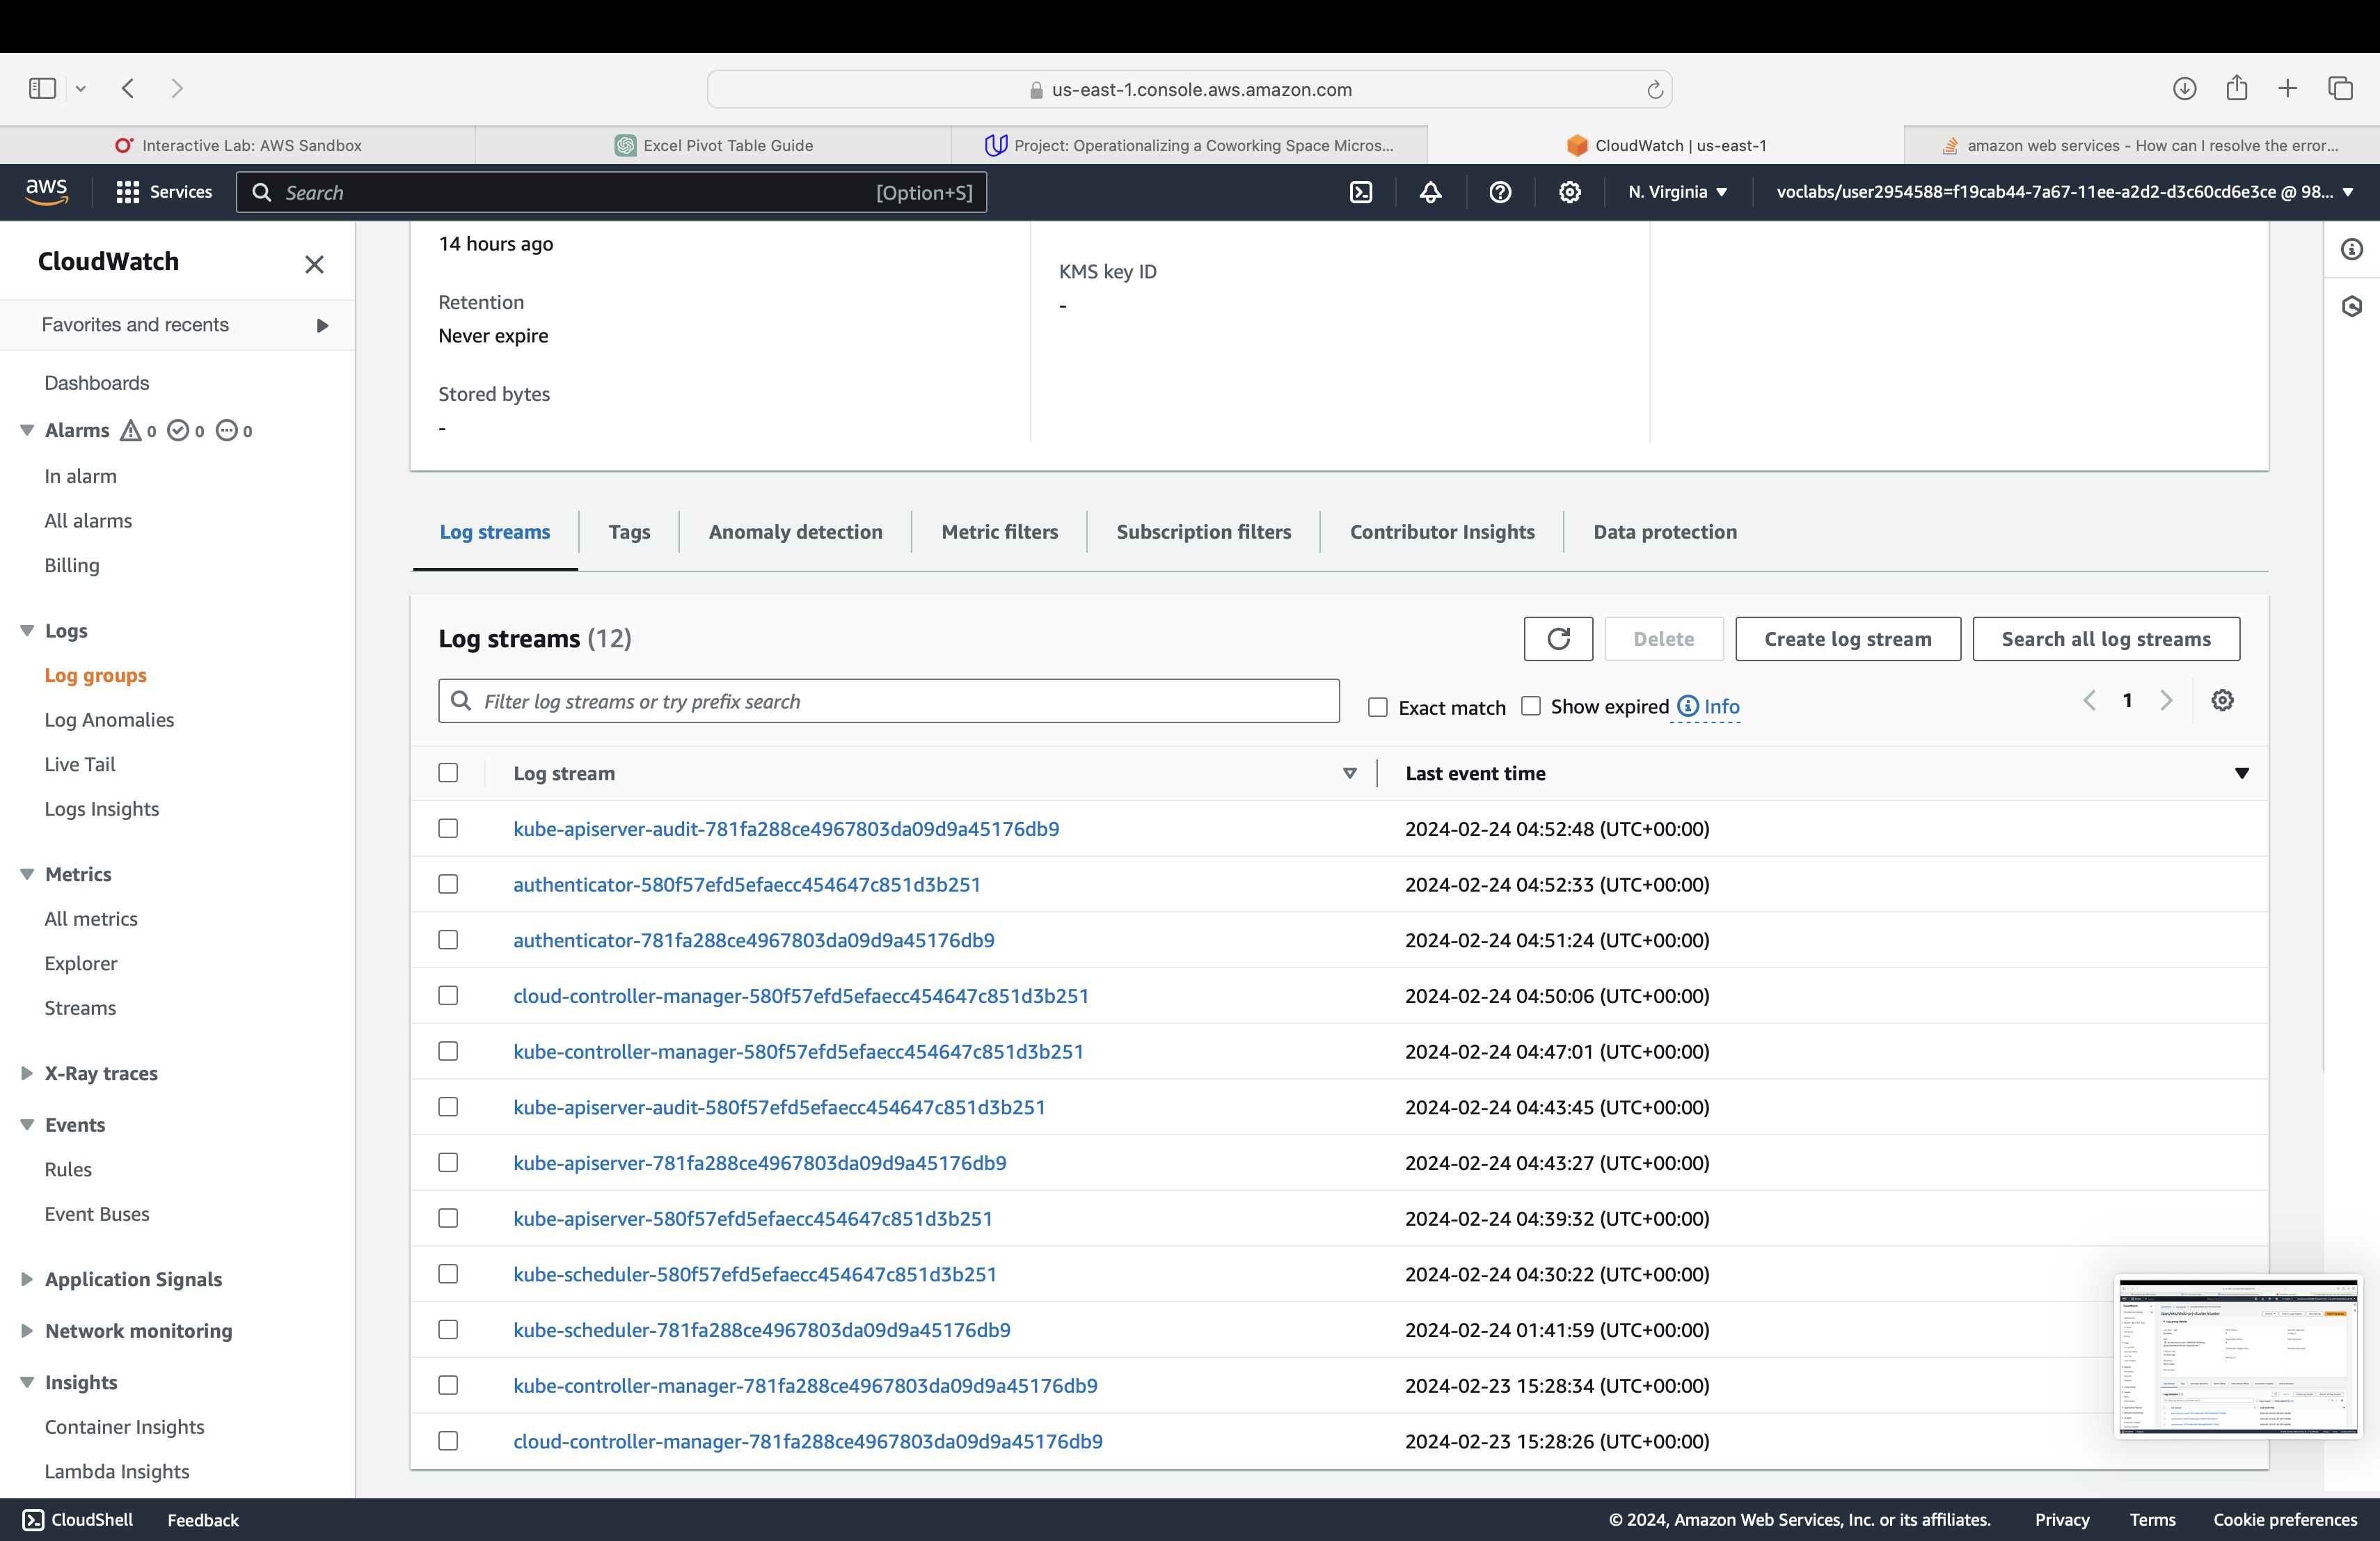 us-east-1.console.aws.amazon.com
Interactive Lab: AWS Sandbox
Excel Pivot Table Guide
Project: Operationalizing a Coworking Space Micros...
CloudWatch | us-east-1
amazon web services - How can I resolve the error...
aws
Services
Search
[Option+S]
N. Virginia
voclabs/user2954588=f19cab44-7a67-11ee-a2d2-d3c60cd6e3ce @ 98...
CloudWatch
Favorites and recents
Dashboards
Alarms 0 0 0
In alarm
All alarms
Billing
Logs
Log groups
Log Anomalies
Live Tail
Logs Insights
Metrics
All metrics
Explorer
Streams
X-Ray traces
Events
Rules
Event Buses
Application Signals
Network monitoring
Insights
Container Insights
Lambda Insights
14 hours ago
Retention
Never expire
Stored bytes
-
KMS key ID
-
Log streams
Tags
Anomaly detection
Metric filters
Subscription filters
Contributor Insights
Data protection
Log streams (12)
Delete
Create log stream
Search all log streams
Filter log streams or try prefix search
Exact match
Show expired
Info
1
Log stream Last event time
kube-apiserver-audit-781fa288ce4967803da09d9a45176db9 2024-02-24 04:52:48 (UTC+00:00)
authenticator-580f57efd5efaecc454647c851d3b251 2024-02-24 04:52:33 (UTC+00:00)
authenticator-781fa288ce4967803da09d9a45176db9 2024-02-24 04:51:24 (UTC+00:00)
cloud-controller-manager-580f57efd5efaecc454647c851d3b251 2024-02-24 04:50:06 (UTC+00:00)
kube-controller-manager-580f57efd5efaecc454647c851d3b251 2024-02-24 04:47:01 (UTC+00:00)
kube-apiserver-audit-580f57efd5efaecc454647c851d3b251 2024-02-24 04:43:45 (UTC+00:00)
kube-apiserver-781fa288ce4967803da09d9a45176db9 2024-02-24 04:43:27 (UTC+00:00)
kube-apiserver-580f57efd5efaecc454647c851d3b251 2024-02-24 04:39:32 (UTC+00:00)
kube-scheduler-580f57efd5efaecc454647c851d3b251 2024-02-24 04:30:22 (UTC+00:00)
kube-scheduler-781fa288ce4967803da09d9a45176db9 2024-02-24 01:41:59 (UTC+00:00)
kube-controller-manager-781fa288ce4967803da09d9a45176db9 2024-02-23 15:28:34 (UTC+00:00)
cloud-controller-manager-781fa288ce4967803da09d9a45176db9 2024-02-23 15:28:26 (UTC+00:00)
CloudShell
Feedback
© 2024, Amazon Web Services, Inc. or its affiliates.
Privacy
Terms
Cookie preferences